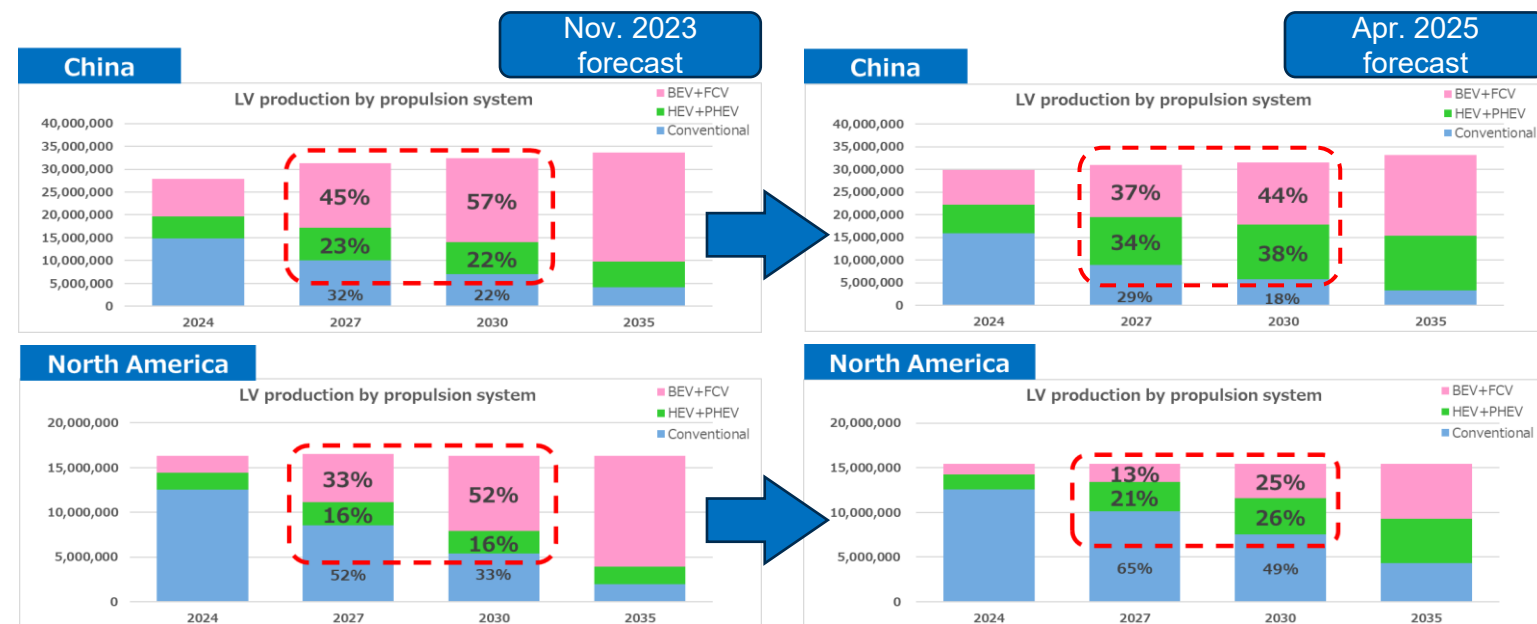 Nov. 2023
forecast
China
LV production by propulsion system
BEV+FCV
HEV+PHEV
Conventional
40,000,000
35,000,000
30,000,000
25,000,000
20,000,000
15,000,000
10,000,000
5,000,000
0
45%
57%
23%
22%
32%
22%
2024
2027
2030
2035
Apr. 2025
forecast
China
LV production by propulsion system
BEV+FCV
HEV+PHEV
Conventional
40,000,000
35,000,000
30,000,000
25,000,000
20,000,000
15,000,000
10,000,000
5,000,000
0
37%
44%
34%
38%
29%
18%
2024
2027
2030
2035
North America
LV production by propulsion system
BEV+FCV
HEV+PHEV
Conventional
20,000,000
15,000,000
10,000,000
5,000,000
0
33%
52%
16%
16%
52%
33%
2024
2027
2030
2035
North America
LV production by propulsion system
BEV+FCV
HEV+PHEV
Conventional
20,000,000
15,000,000
10,000,000
5,000,000
0
13%
25%
21%
26%
65%
49%
2024
2027
2030
2035